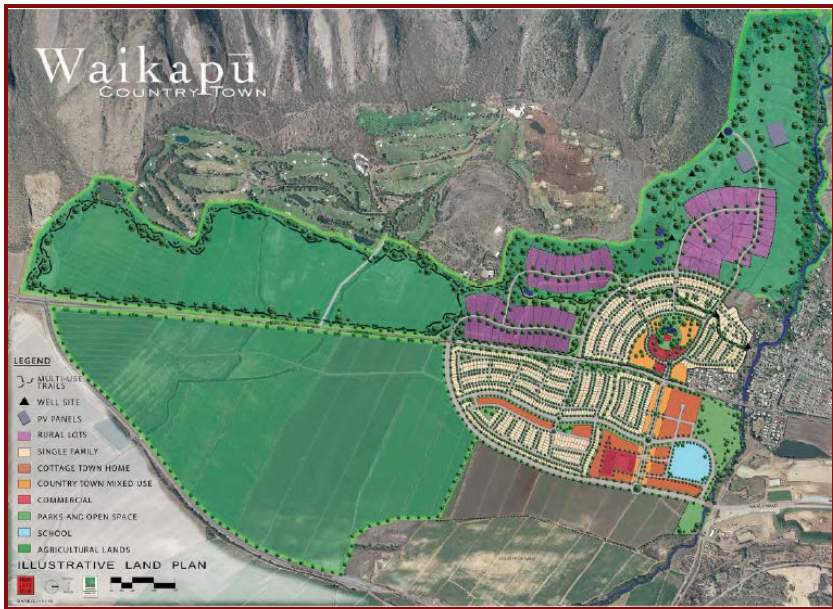 Waikapū
COUNTRY TOWN
LEGEND
MULTI-USE
TRAILS
WELL SITE
PV PANELS
RURAL LOTS
SINGLE FAMILY
COTTAGE TOWN HOME
COUNTRY TOWN MIXED USE
COMMERCIAL
PARKS AND OPEN SPACE
SCHOOL
AGRICULTURAL LANDS
ILLUSTRATIVE LAND PLAN